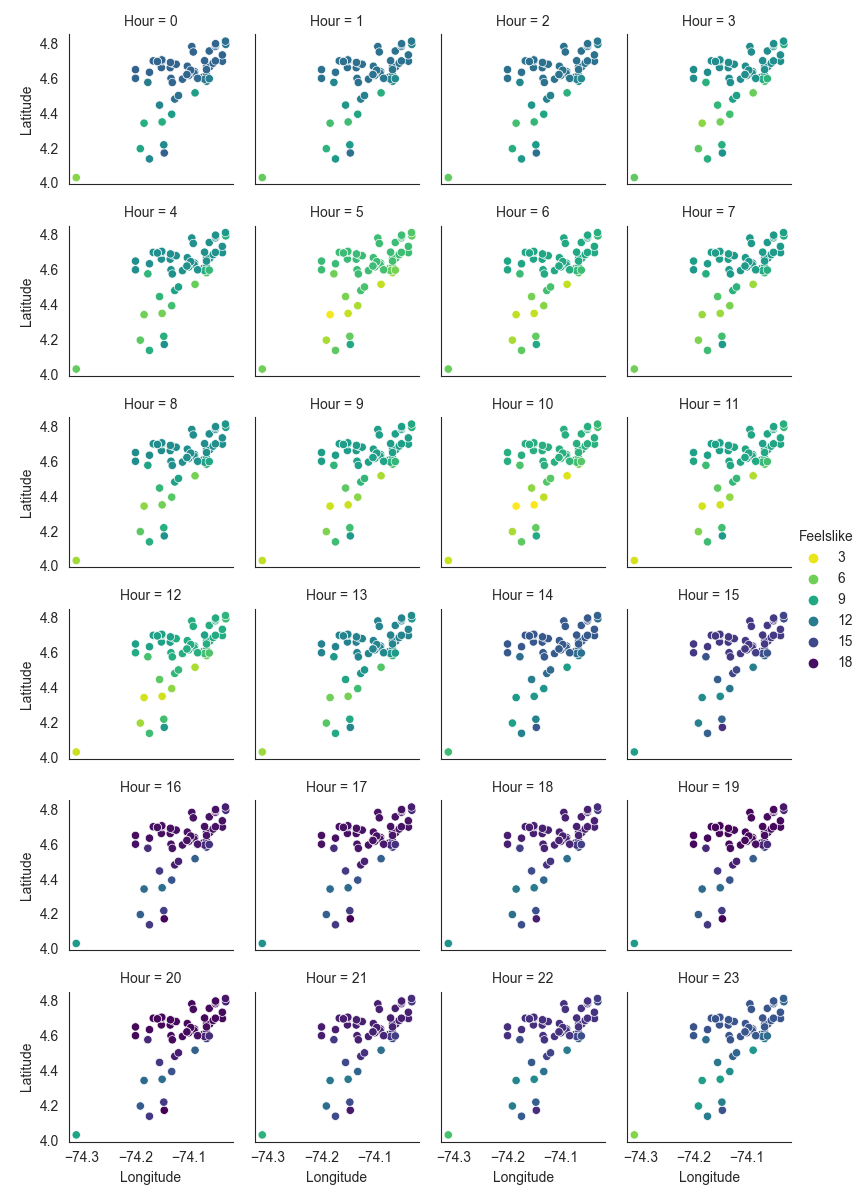 Hour = 0 Hour = 1 Hour = 2 Hour = 3
4.8
4.6
4.4
4.2
4.0
Latitude
Hour = 4 Hour = 5 Hour = 6 Hour = 7
4.8
4.6
4.4
4.2
4.0
Latitude
Hour = 8 Hour = 9 Hour = 10 Hour = 11
4.8
4.6
4.4
4.2
4.0
Latitude
Feelslike
3
6
9
12
15
18
Hour = 12 Hour = 13 Hour = 14 Hour = 15
4.8
4.6
4.4
4.2
4.0
Latitude
Hour = 16 Hour = 17 Hour = 18 Hour = 19
4.8
4.6
4.4
4.2
4.0
Latitude
Hour = 20 Hour = 21 Hour = 22 Hour = 23
4.8
4.6
4.4
4.2
4.0
Latitude
−74.3 −74.2 −74.1 −74.3 −74.2 −74.1 −74.3 −74.2 −74.1 −74.3 −74.2 −74.1
Longitude Longitude Longitude Longitude